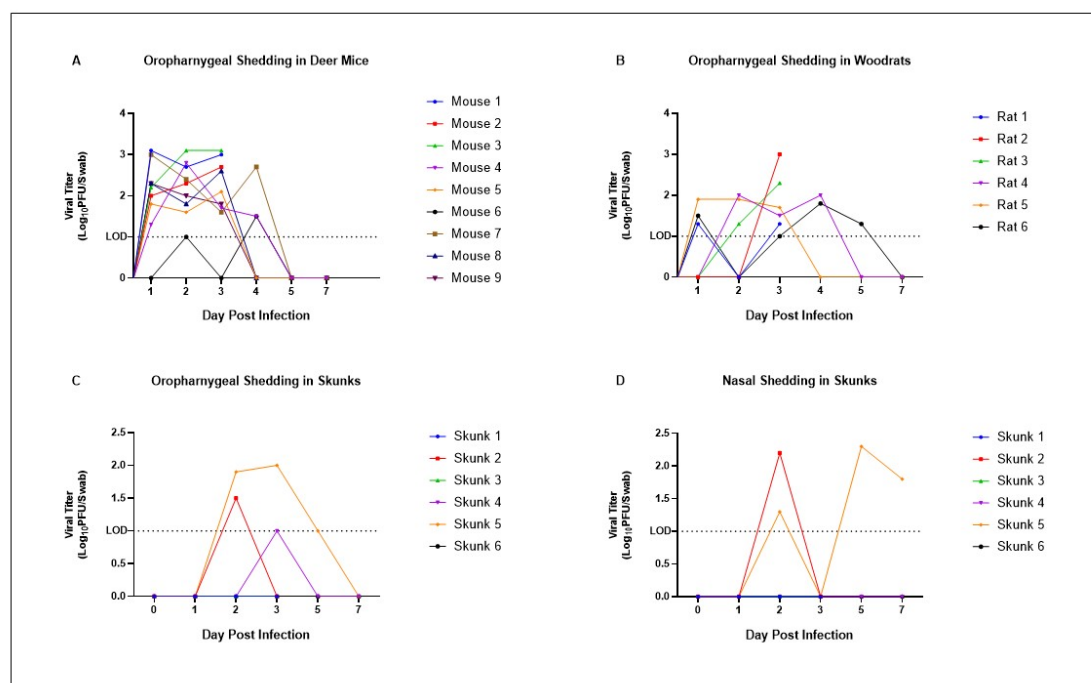 A Oropharnygeal Shedding in Deer Mice
Viral Titer
(Log10PFU/Swab)
4
3
2
LOD
0
1 2 3 4 5 7
Day Post Infection
Mouse 1
Mouse 2
Mouse 3
Mouse 4
Mouse 5
Mouse 6
Mouse 7
Mouse 8
Mouse 9
B Oropharnygeal Shedding in Woodrats
Viral Titer
(Log10PFU/Swab)
4
3
2
LOD
0
1 2 3 4 5 7
Day Post Infection
Rat 1
Rat 2
Rat 3
Rat 4
Rat 5
Rat 6
C Oropharnygeal Shedding in Skunks
Viral Titer
(Log10PFU/Swab)
2.5
2.0
1.5
LOD
0.5
0.0
0 1 2 3 5 7
Day Post Infection
Skunk 1
Skunk 2
Skunk 3
Skunk 4
Skunk 5
Skunk 6
D Nasal Shedding in Skunks
Viral Titer
(Log10PFU/Swab)
2.5
2.0
1.5
LOD
0.5
0.0
0 1 2 3 5 7
Day Post Infection
Skunk 1
Skunk 2
Skunk 3
Skunk 4
Skunk 5
Skunk 6